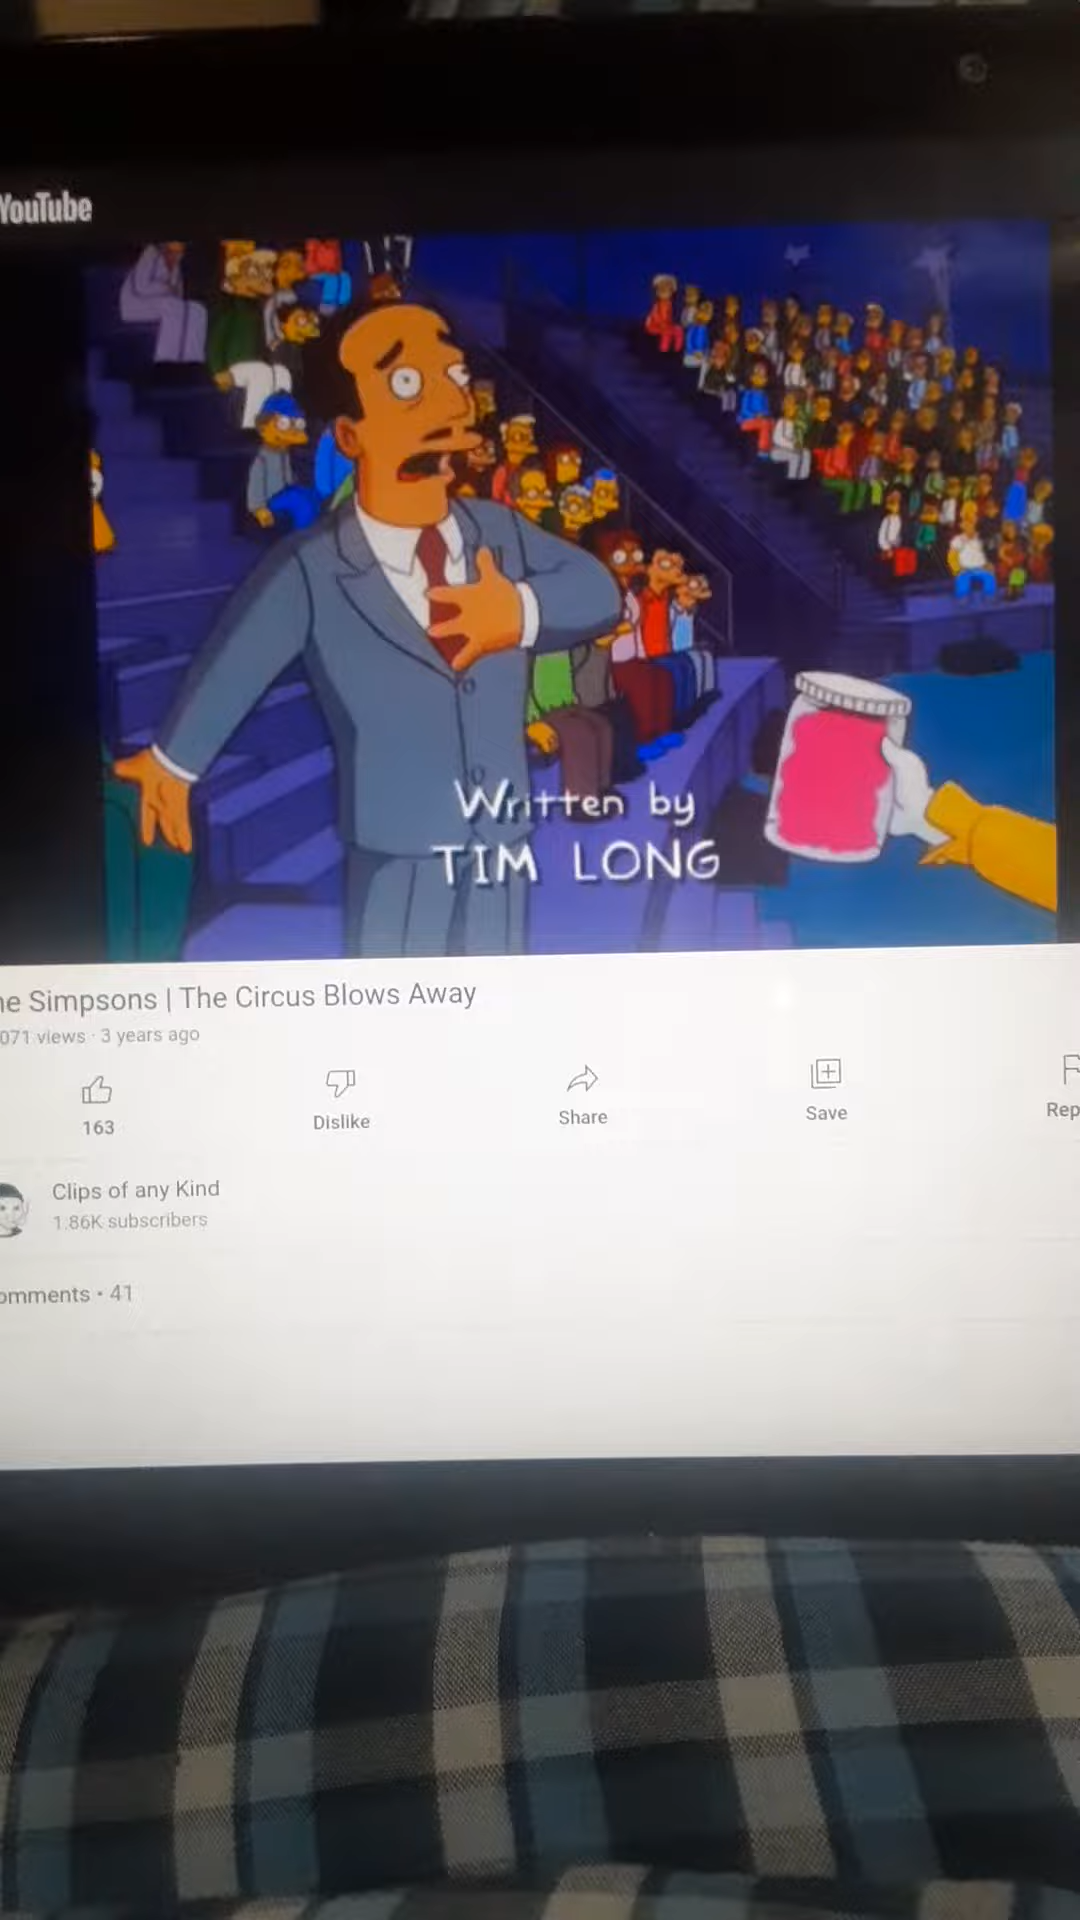 YouTube
Written by
TIM LONG
he Simpsons | The Circus Blows Away
071 views · 3 years ago
163
Dislike
Share
Save
Rep
Clips of any Kind
1.86K subscribers
omments • 41